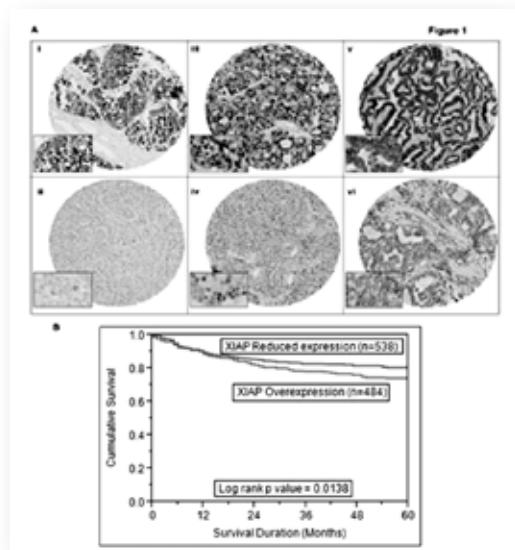 A
Figure 1
i
iii
v
ii
iv
vi
B
XIAP Reduced expression (n=538)
XIAP Overexpression (n=484)
Log rank p value = 0.0138
Cumulative Survival
1.0
0.8
0.6
0.4
0.2
0
0
12
24
36
48
60
Survival Duration (Months)